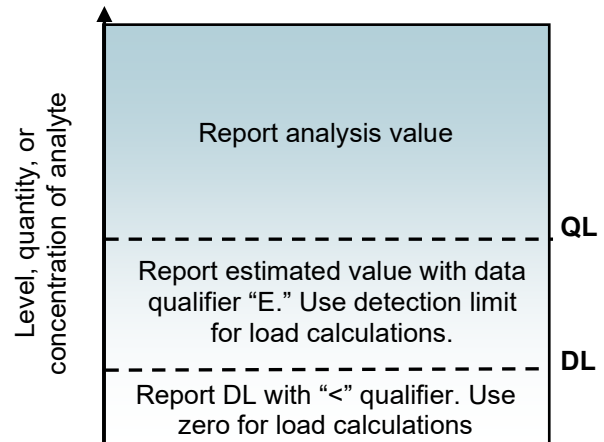 Level, quantity, or
concentration of analyte
Report analysis value
QL
Report estimated value with data
qualifier “E.” Use detection limit
for load calculations.
DL
Report DL with “<” qualifier. Use
zero for load calculations